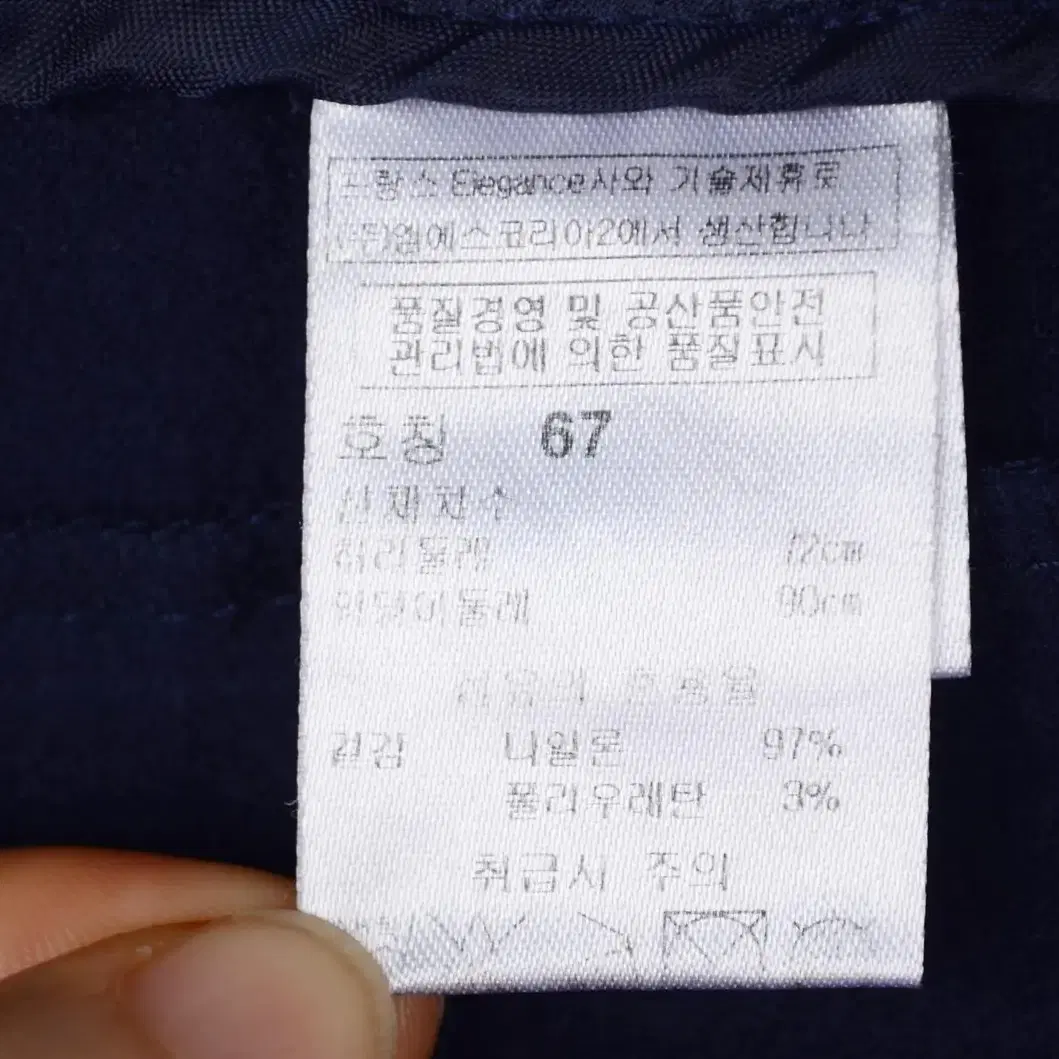 프랑스 Elegance사와 기술제휴로
(주)엘에스코리아2에서 생산합니다
품질경영 및 공산품안전
관리법에 의한 품질표시
호칭 67
신체치수
허리둘레 72cm
엉덩이둘레 90cm
섬유의 혼용율
겉감 나일론 97%
폴리우레탄 3%
취급시 주의